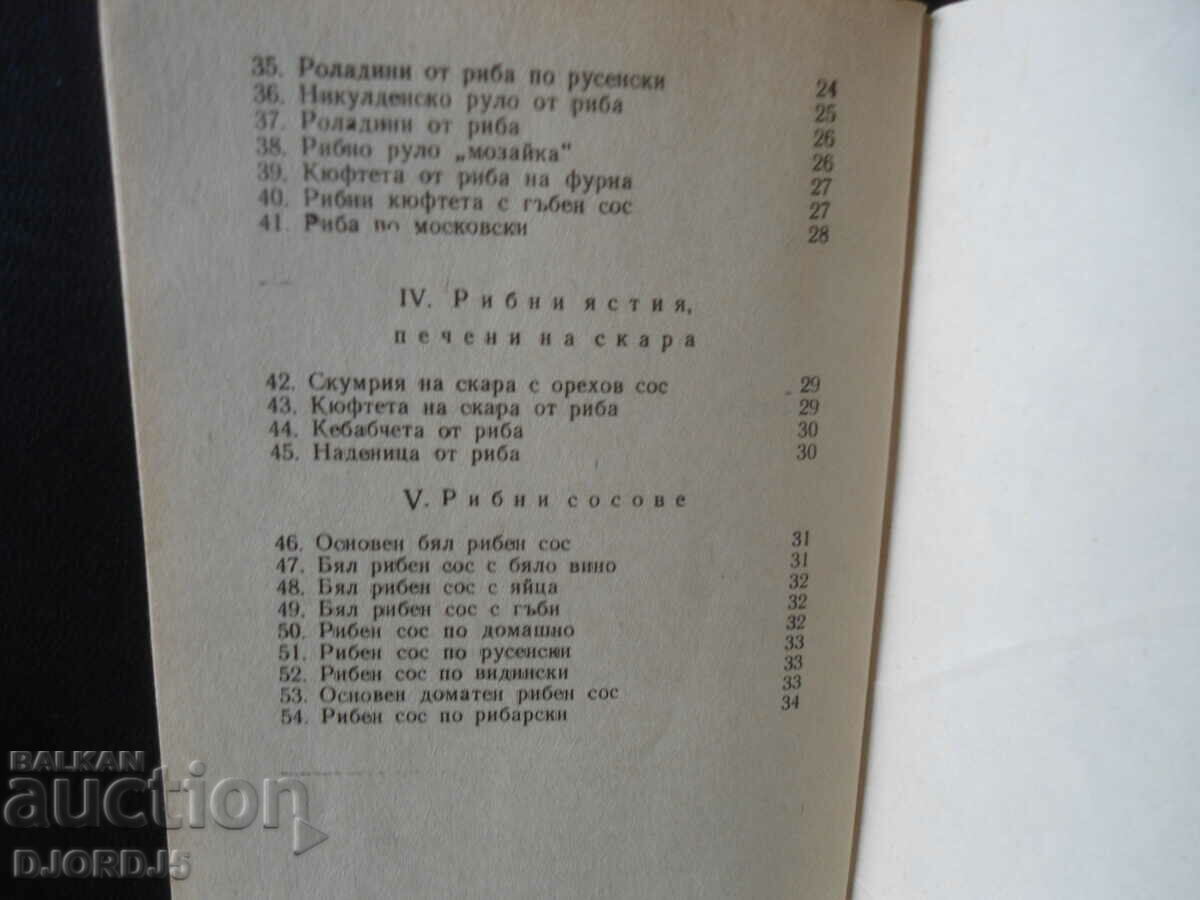 35. Роладини от риба по русенски 24
36. Никулденско руло от риба 25
37. Роладини от риба 26
38. Рибно руло „мозайка“ 26
39. Кюфтета от риба на фурна 27
40. Рибни кюфтета с гъбен сос 27
41. Риба по московски 28
IV. Рибни ястия,
печени на скара
42. Скумрия на скара с орехов сос 29
43. Кюфтета на скара от риба 29
44. Кебабчета от риба 30
45. Наденица от риба 30
V. Рибни сосове
46. Основен бял рибен сос 31
47. Бял рибен сос с бяло вино 31
48. Бял рибен сос с яйца 32
49. Бял рибен сос с гъби 32
50. Рибен сос по домашно 32
51. Рибен сос по русенски 33
52. Рибен сос по видински 33
53. Основен доматен рибен сос 33
54. Рибен сос по рибарски 34
BALKAN
auction
DJORDJ5